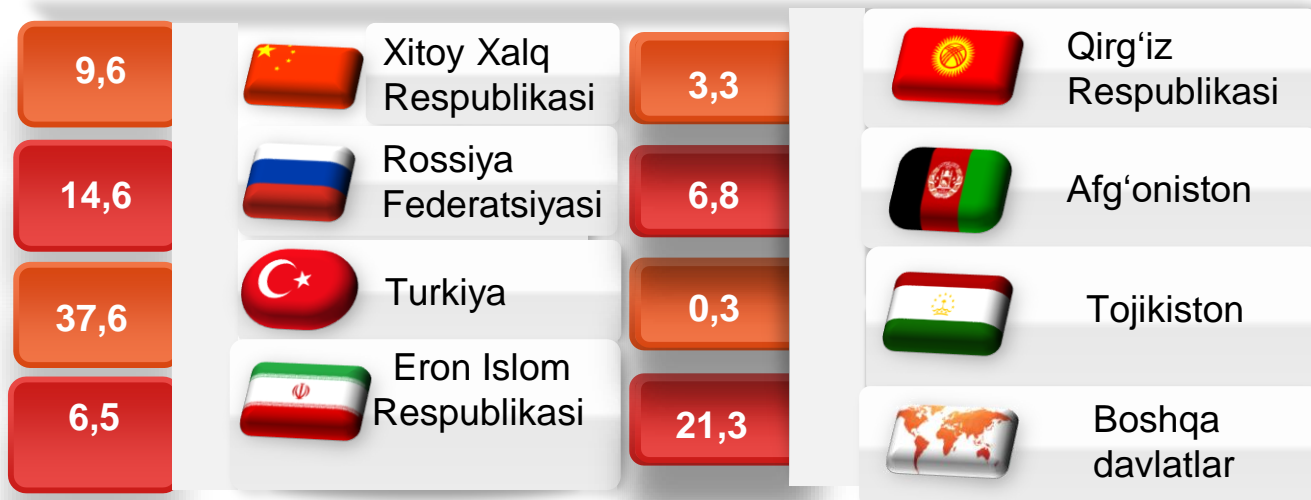 9,6
Xitoy Xalq
Respublikasi
14,6
Rossiya
Federatsiyasi
37,6
Turkiya
6,5
Eron Islom
Respublikasi
3,3
Qirg‘iz
Respublikasi
6,8
Afg‘oniston
0,3
Tojikiston
21,3
Boshqa
davlatlar